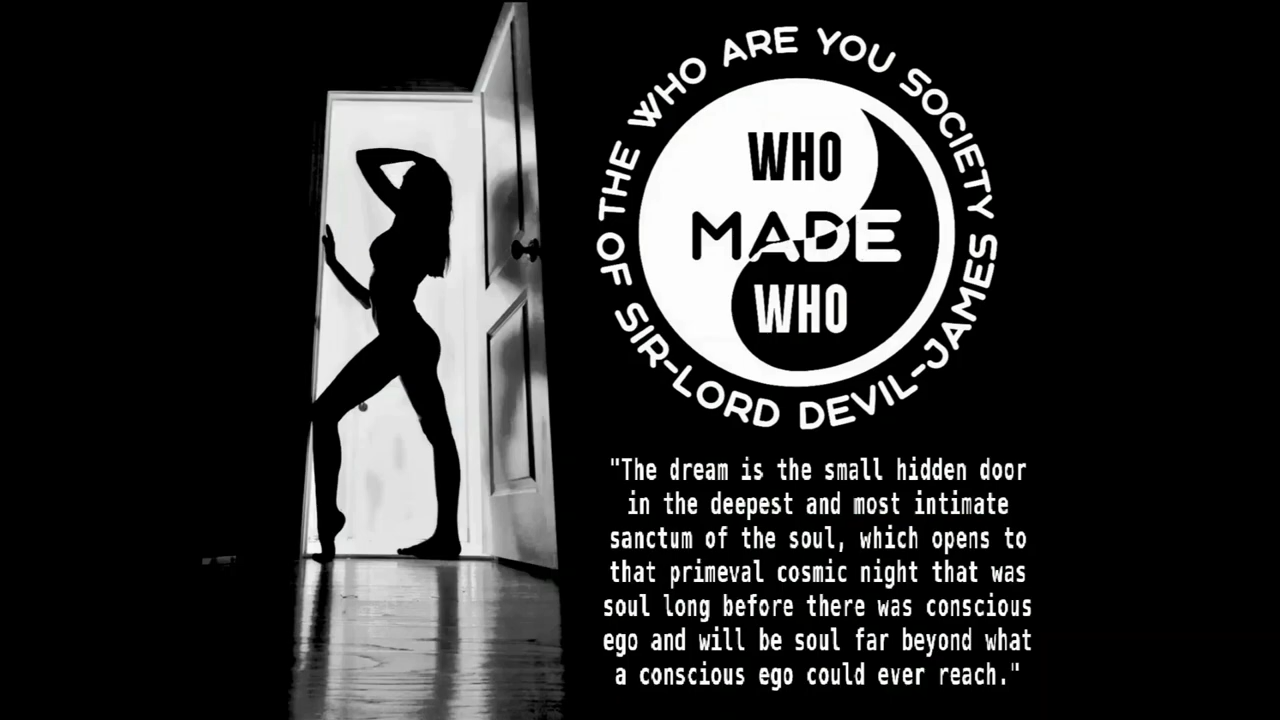 THE WHO ARE YOU SOCIETY
OF SIR-LORD DEVIL-JAMES
WHO
MADE
WHO
"The dream is the small hidden door
in the deepest and most intimate
sanctum of the soul, which opens to
that primeval cosmic night that was
soul long before there was conscious
ego and will be soul far beyond what
a conscious ego could ever reach."